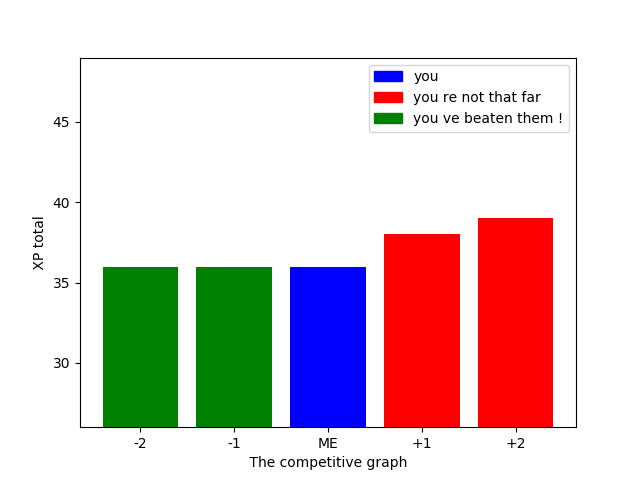 you
you re not that far
you ve beaten them !
45
40
35
30
XP total
-2 -1 ME +1 +2
The competitive graph